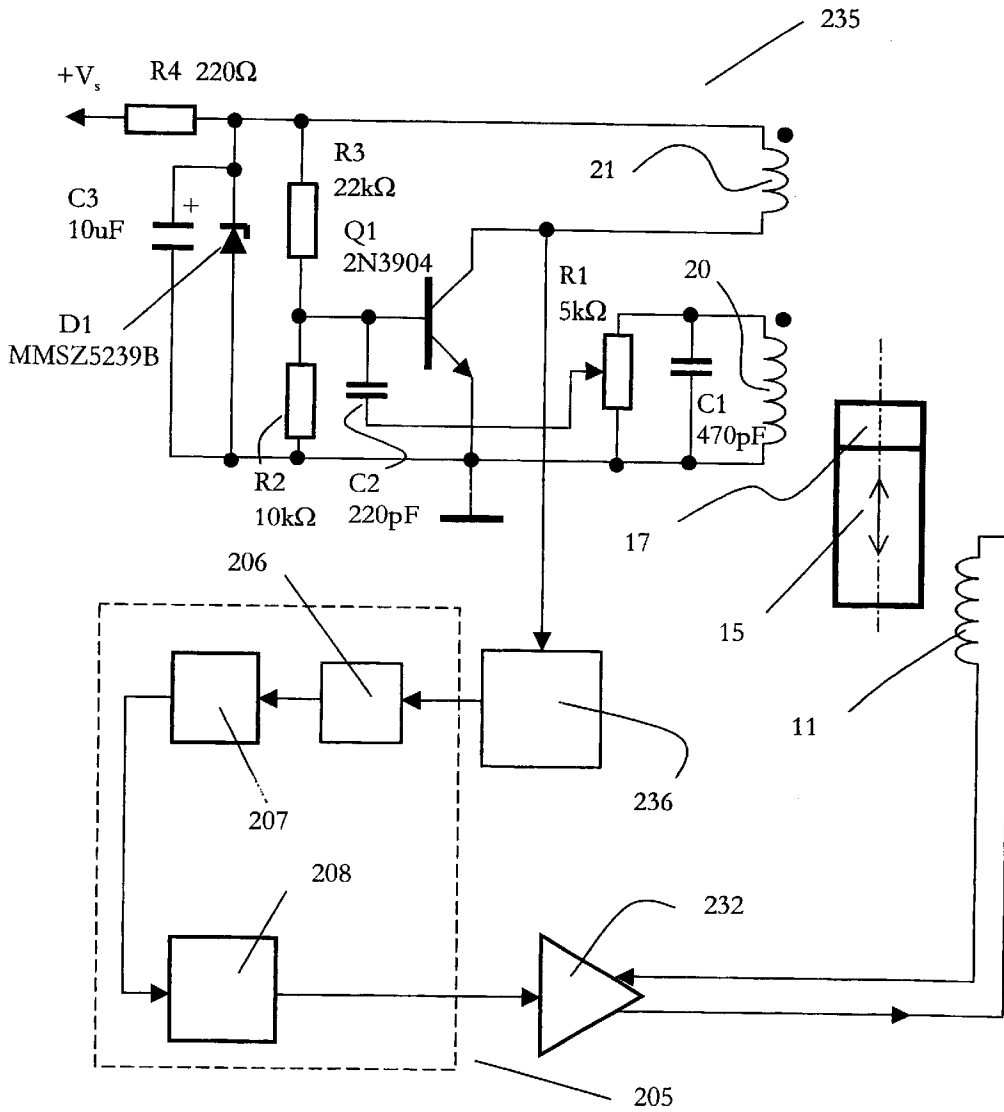 235
+Vs
R4 220Ω
R3
22kΩ
21
C3
10uF
+
Q1
2N3904
R1
5kΩ
20
D1
MMSZ5239B
C1
470pF
R2
10kΩ
C2
220pF
17
206
15
11
207
236
208
232
205